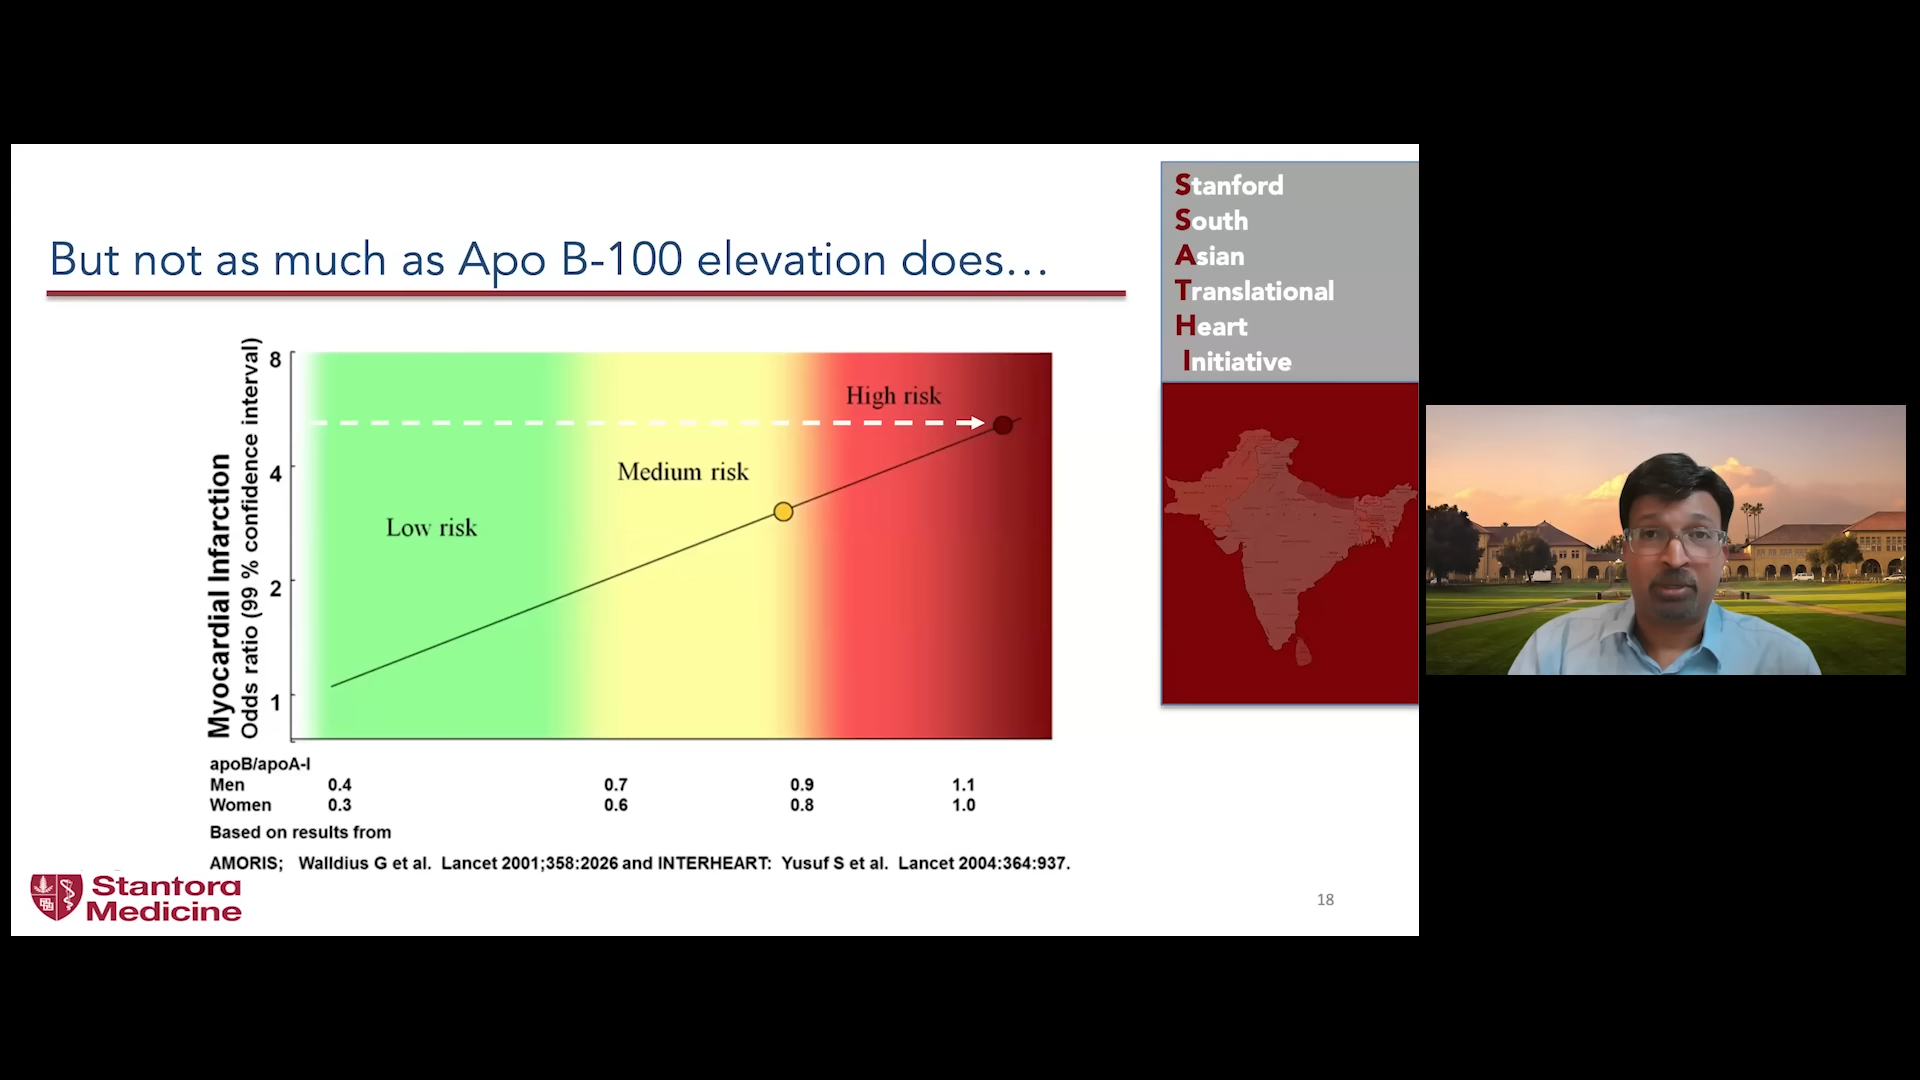 But not as much as Apo B-100 elevation does…
Stanford
South
Asian
Translational
Heart
Initiative
Myocardial Infarction
Odds ratio (99 % confidence interval)
8
4
2
1
Low risk
Medium risk
High risk
apoB/apoA-I
Men 0.4 0.7 0.9 1.1
Women 0.3 0.6 0.8 1.0
Based on results from
AMORIS; Walldius G et al. Lancet 2001;358:2026 and INTERHEART: Yusuf S et al. Lancet 2004:364:937.
Stanford
Medicine
18